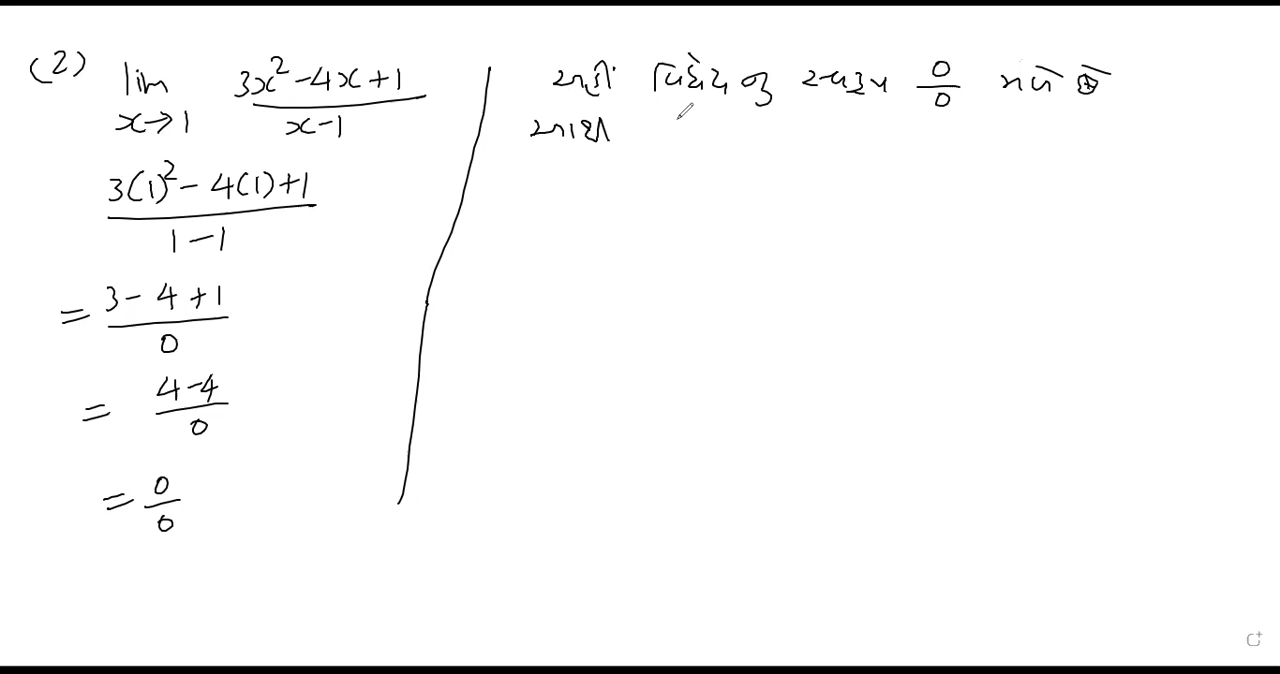 (2) lim x→1 3x²-4x+1 / x-1
3(1)²-4(1)+1 / 1-1
= 3-4+1 / 0
= 4-4 / 0
= 0/0
અહીં વિધેય નું સ્વરૂપ 0/0 મળે છે
આથી